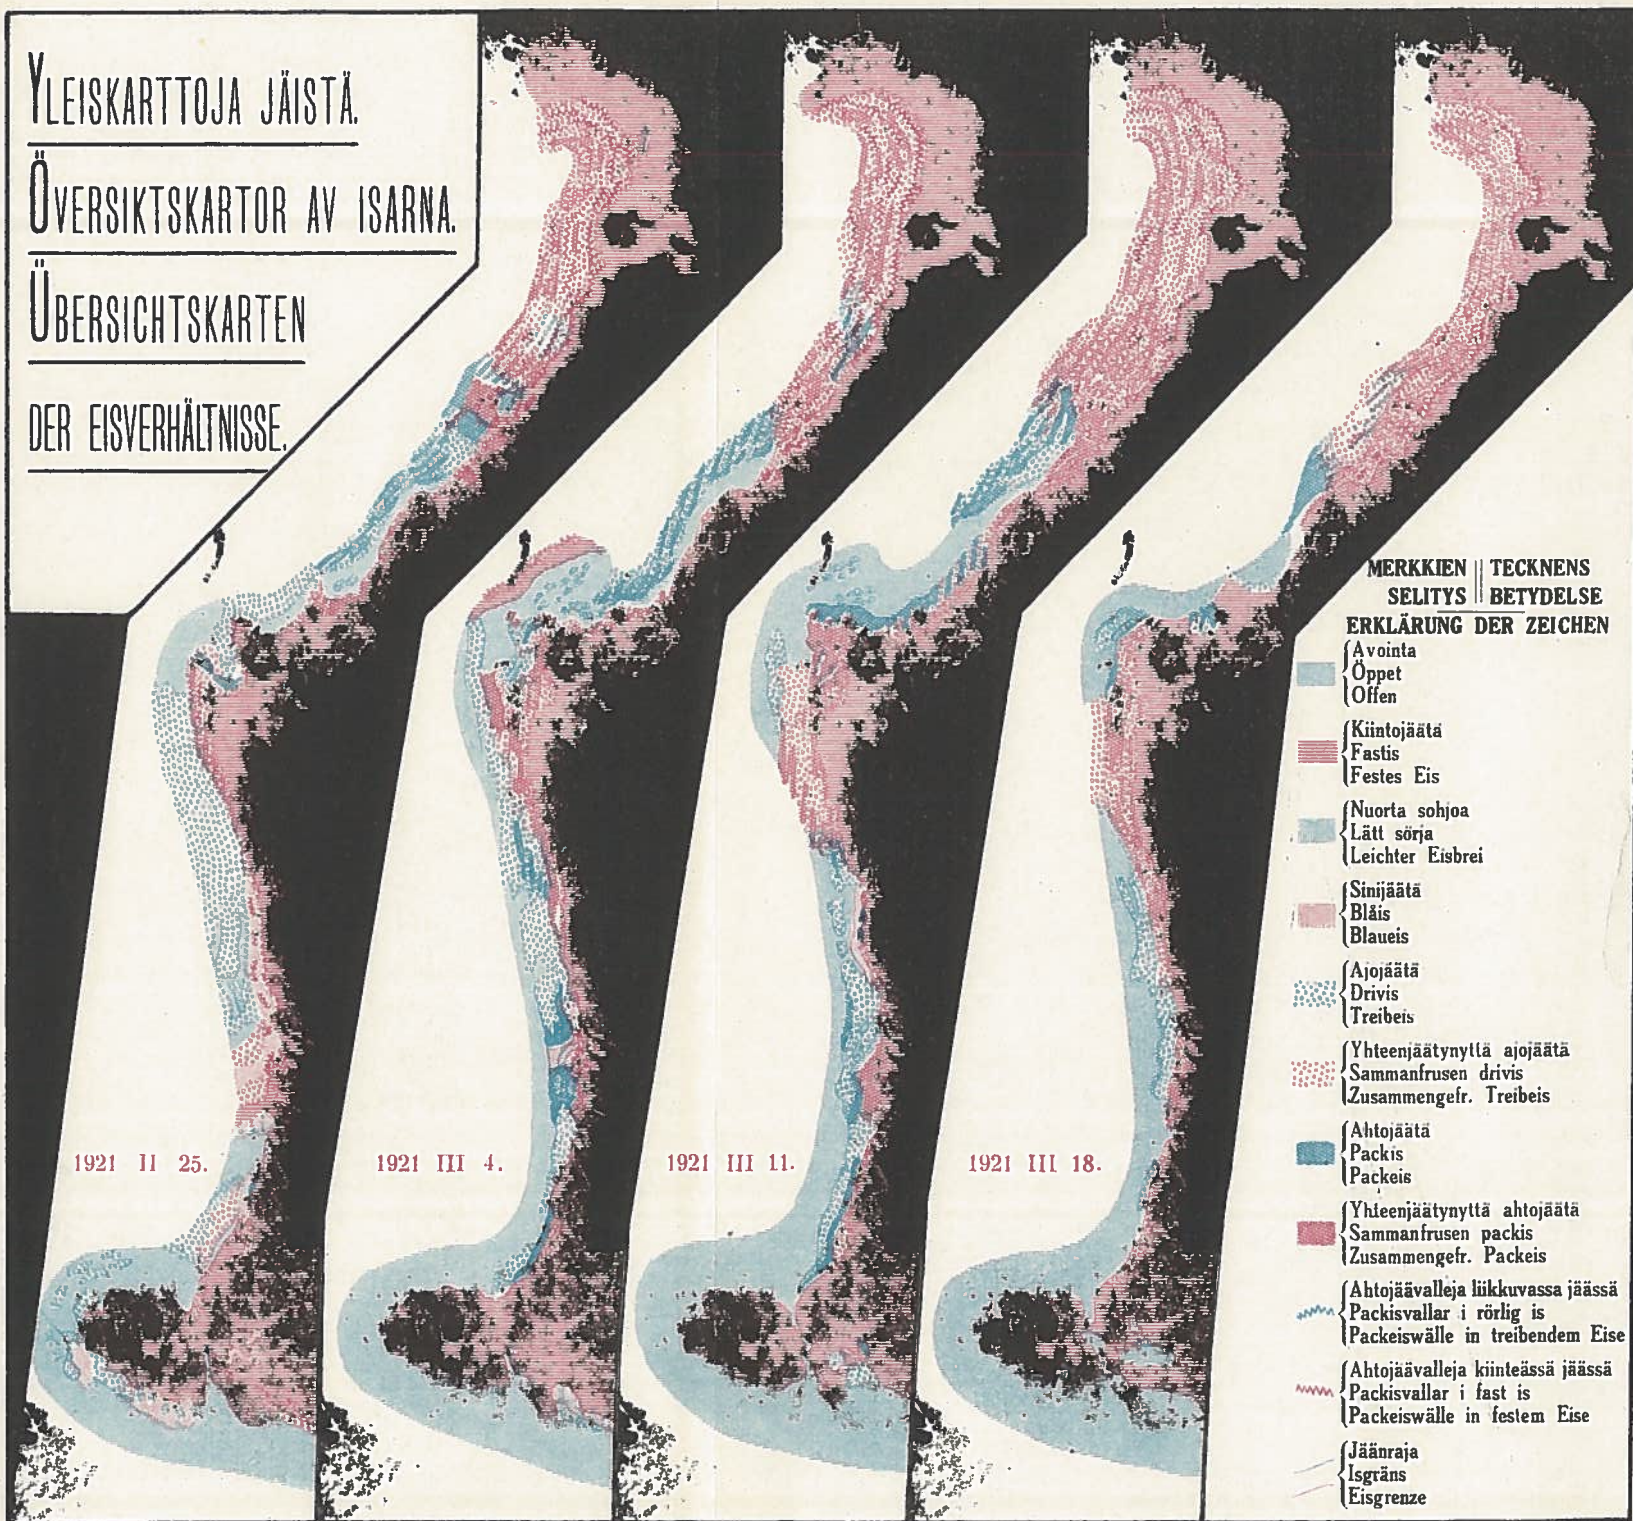 YLEISKARTTOJA JÄISTÄ.
ÖVERSIKTSKARTOR AV ISARNA.
ÜBERSICHTSKARTEN
DER EISVERHÄLTNISSE.
1921 II 25.
1921 III 4.
1921 III 11.
1921 III 18.
MERKKIEN || TECKNENS
SELITYS || BETYDELSE
ERKLÄRUNG DER ZEICHEN
Avointa
Öppet
Offen
Kiintojäätä
Fastis
Festes Eis
Nuorta sohjoa
Lätt sörja
Leichter Eisbrei
Sinijäätä
Blåis
Blaueis
Ajojäätä
Drivis
Treibeis
Yhteenjäätynyttä ajojäätä
Sammanfrusen drivis
Zusammengefr. Treibeis
Ahtojäätä
Packis
Packeis
Yhteenjäätynyttä ahtojäätä
Sammanfrusen packis
Zusammengefr. Packeis
Ahtojäävalleja liikkuvassa jäässä
Packisvallar i rörlig is
Packeiswälle in treibendem Eise
Ahtojäävalleja kiinteässä jäässä
Packisvallar i fast is
Packeiswälle in festem Eise
Jäänraja
Isgräns
Eisgrenze